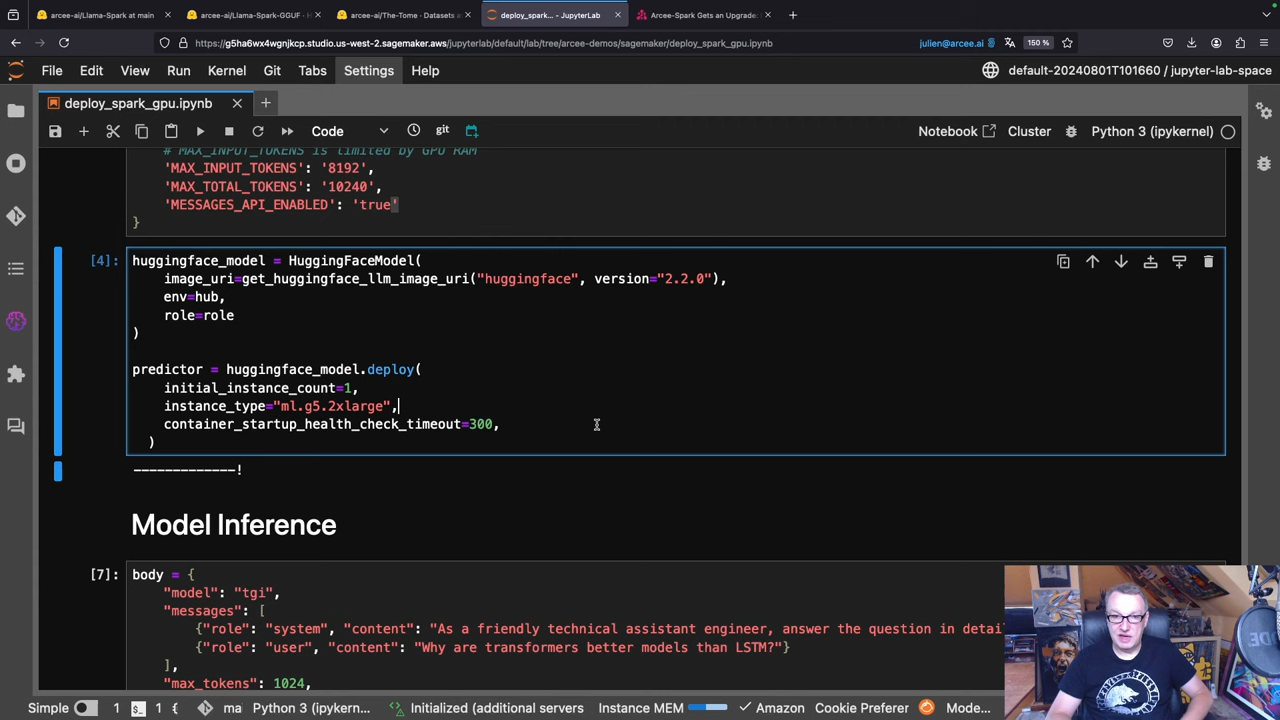 arcee-ai/Llama-Spark at main
arcee-ai/Llama-Spark-GGUF · H
arcee-ai/The-Tome · Datasets a
deploy_spark... - JupyterLab
Arcee-Spark Gets an Upgrade:
https://g5ha6wx4wgnjkcp.studio.us-west-2.sagemaker.aws/jupyterlab/default/lab/tree/arcee-demos/sagemaker/deploy_spark_gpu.ipynb
julien@arcee.ai
150 %
File Edit View Run Kernel Git Tabs Settings Help
default-20240801T101660 / jupyter-lab-space
deploy_spark_gpu.ipynb
Code
git
Notebook
Cluster
Python 3 (ipykernel)
# MAX_INPUT_TOKENS is limited by GPU RAM
'MAX_INPUT_TOKENS': '8192',
'MAX_TOTAL_TOKENS': '10240',
'MESSAGES_API_ENABLED': 'true'
}
[4]:
huggingface_model = HuggingFaceModel(
image_uri=get_huggingface_llm_image_uri("huggingface", version="2.2.0"),
env=hub,
role=role
)
predictor = huggingface_model.deploy(
initial_instance_count=1,
instance_type="ml.g5.2xlarge",
container_startup_health_check_timeout=300,
)
-------------!
Model Inference
[7]:
body = {
"model": "tgi",
"messages": [
{"role": "system", "content": "As a friendly technical assistant engineer, answer the question in detai
{"role": "user", "content": "Why are transformers better models than LSTM?"}
],
"max_tokens": 1024,
Simple 1 1 ma Python 3 (ipykern... Initialized (additional servers Instance MEM Amazon Cookie Preferer Mode...